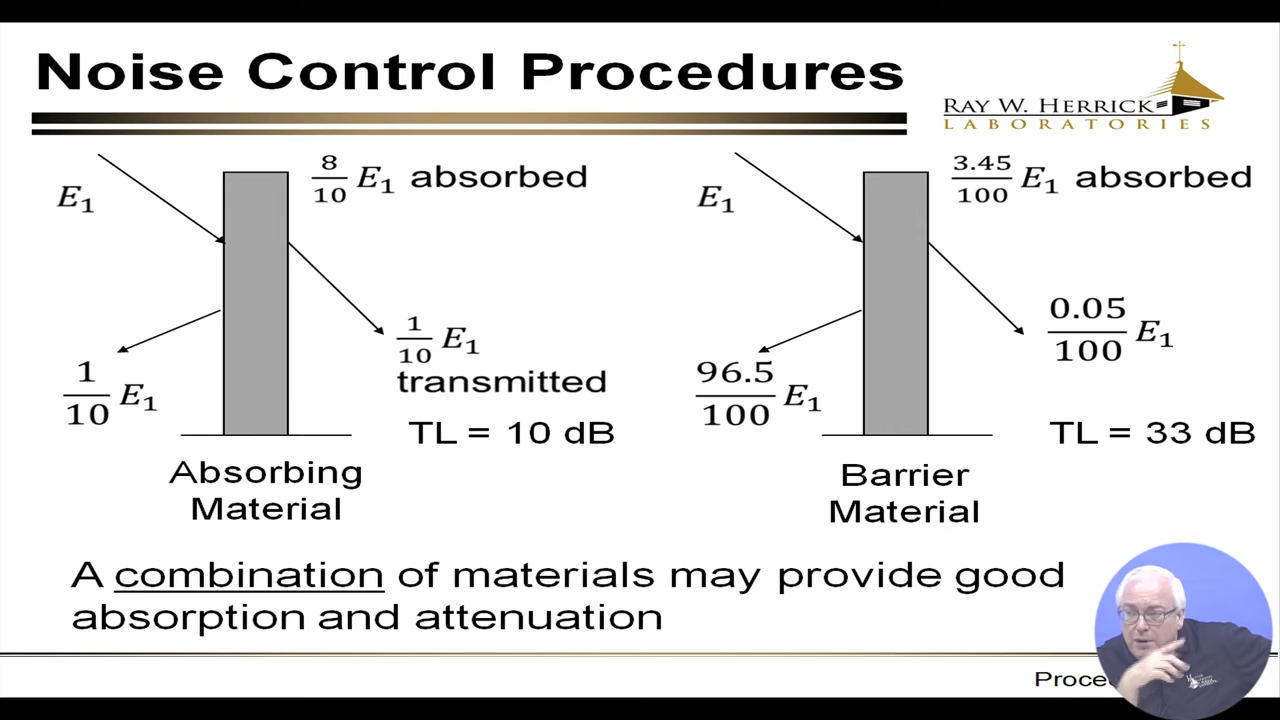 Noise Control Procedures
RAY W. HERRICK
LABORATORIES
E₁
8/10 E₁ absorbed
1/10 E₁
1/10 E₁
transmitted
TL = 10 dB
Absorbing
Material
E₁
3.45/100 E₁ absorbed
96.5/100 E₁
0.05/100 E₁
TL = 33 dB
Barrier
Material
A combination of materials may provide good
absorption and attenuation